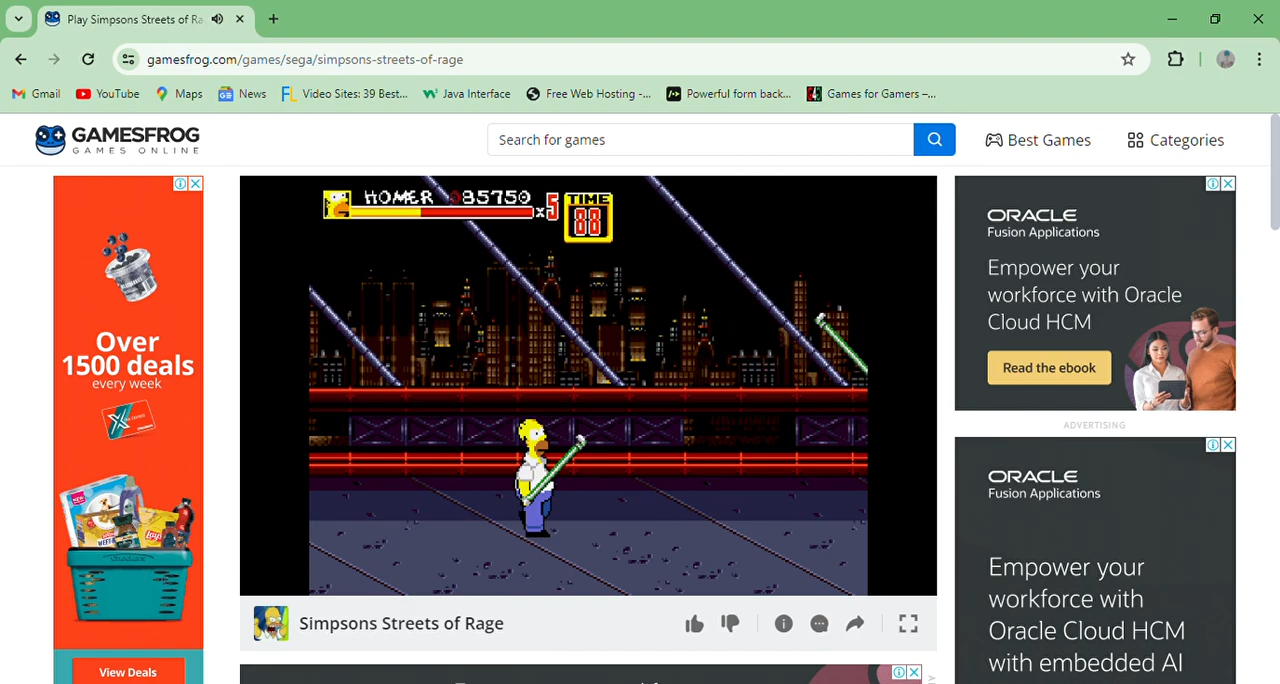 Play Simpsons Streets of Ra
gamesfrog.com/games/sega/simpsons-streets-of-rage
Gmail
YouTube
Maps
News
Video Sites: 39 Best...
Java Interface
Free Web Hosting -...
Powerful form back...
Games for Gamers –...
GAMESFROG
GAMES ONLINE
Search for games
Best Games
Categories
Over
1500 deals
every week
View Deals
HOMER 85750
x5
TIME
88
Simpsons Streets of Rage
ORACLE
Fusion Applications
Empower your
workforce with Oracle
Cloud HCM
Read the ebook
ADVERTISING
ORACLE
Fusion Applications
Empower your
workforce with
Oracle Cloud HCM
with embedded AI